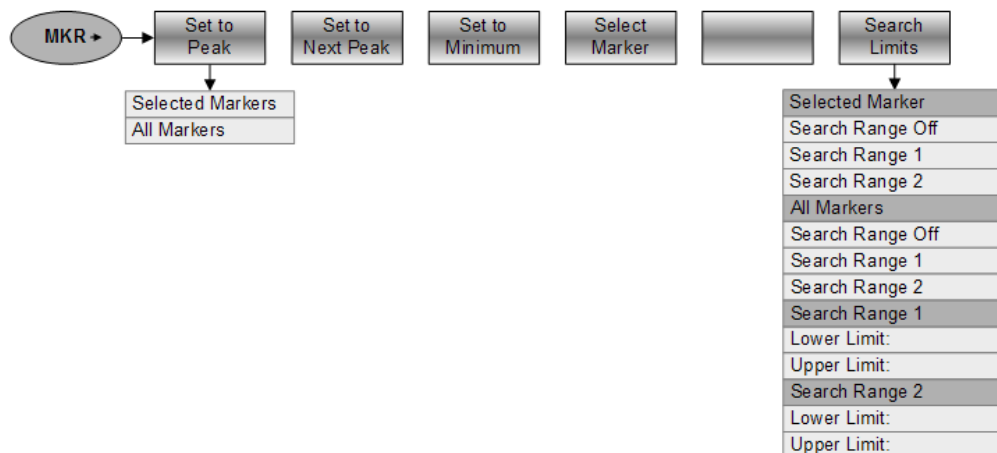 MKR
Set to
Peak
Set to
Next Peak
Set to
Minimum
Select
Marker
Search
Limits
Selected Markers
All Markers
Selected Marker
Search Range Off
Search Range 1
Search Range 2
All Markers
Search Range Off
Search Range 1
Search Range 2
Search Range 1
Lower Limit:
Upper Limit:
Search Range 2
Lower Limit:
Upper Limit: